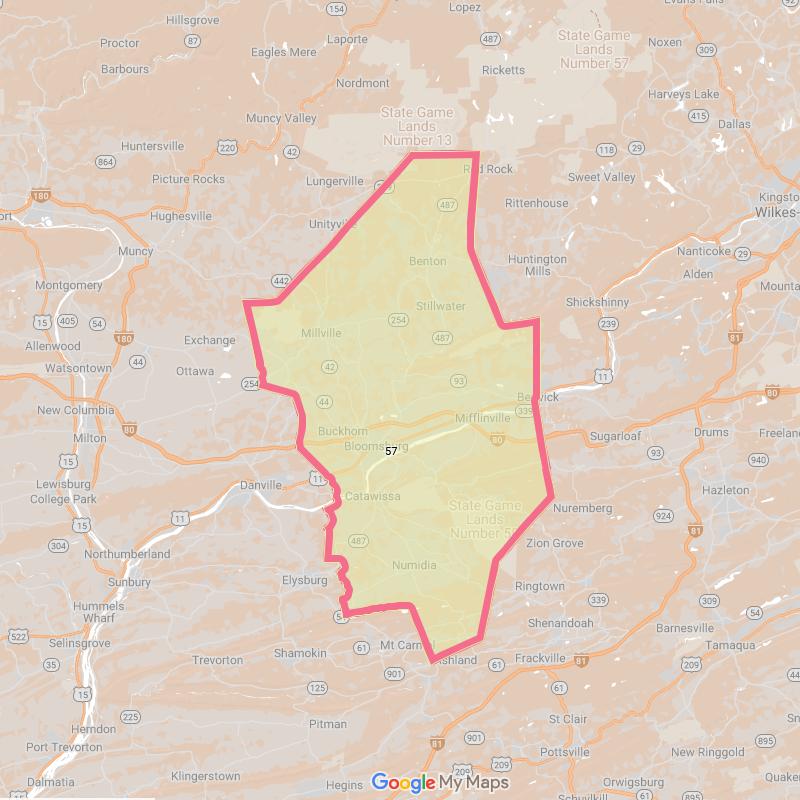 Hillsgrove
Lopez
Evans Falls
Proctor
87
Laporte
487
State Game
Lands
Number 57
Noxen
309
Eagles Mere
Barbours
Ricketts
Nordmont
Harveys Lake
415
Dallas
Muncy Valley
State Game
Lands
Number 13
Huntersville
220
42
118
29
864
Red Rock
Sweet Valley
Picture Rocks
Lungerville
180
487
Rittenhouse
Kingsto
Wilkes-
Hughesville
Unityville
Muncy
Benton
Huntington
Mills
Nanticoke
29
Alden
Montgomery
442
Mounta
Stillwater
Shickshinny
15
405
54
254
239
180
Exchange
Millville
487
81
Allenwood
44
Watsontown
Ottawa
42
93
11
254
80
New Columbia
44
Berwick
339
80
Milton
Buckhorn
Mifflinville
Drums
Freelan
Bloomsburg
80
Sugarloaf
57
93
940
15
Lewisburg
College Park
Danville
11
Catawissa
Hazleton
State Game
Lands
Number 58
Nuremberg
11
924
81
304
487
Zion Grove
Northumberland
Numidia
Sunbury
Elysburg
Ringtown
Hummels
Wharf
339
309
54
54
522
Selinsgrove
Shenandoah
Barnesville
Mt Carmel
Tamaqua
35
Trevorton
Shamokin
61
Ashland
61
Frackville
81
209
15
125
901
61
225
Herndon
Pitman
St Clair
901
895
Port Trevorton
81
Pottsville
New Ringgold
Klingerstown
209
209
Dalmatia
Hegins
Google My Maps
Orwigsburg
Quaker
61
895
Schuylkill